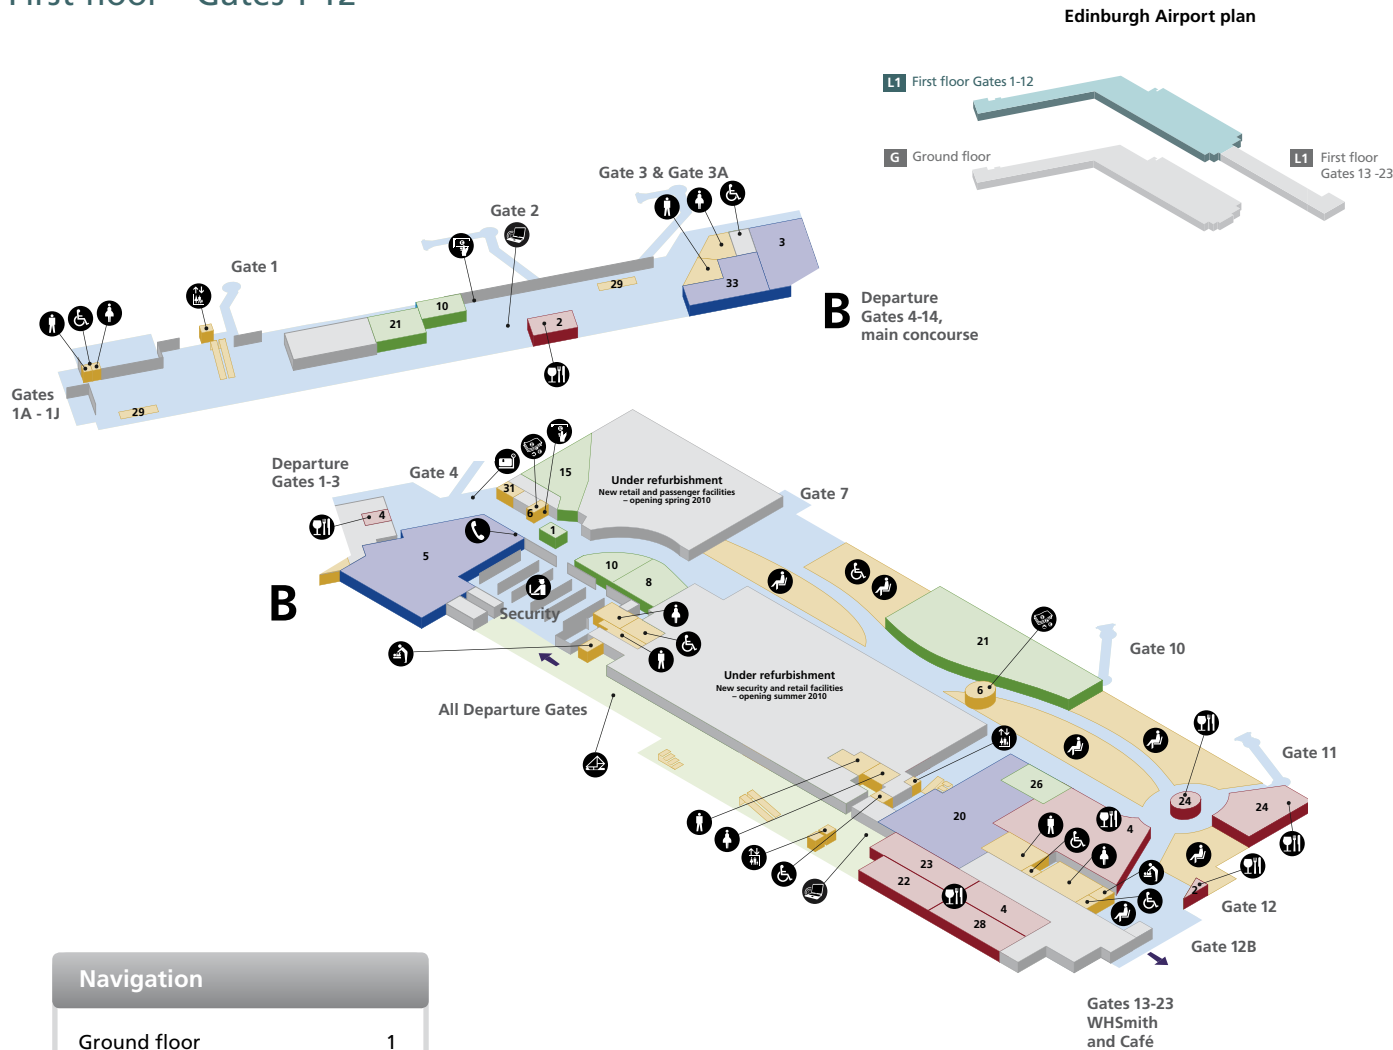 First floor – Gates 1-12
Edinburgh Airport plan
L1 First floor Gates 1-12
G Ground floor
L1 First floor
Gates 13 -23
Gate 3 & Gate 3A
Gate 2
Gate 1
3
33
29
10
21
2
29
Gates
1A - 1J
B
Departure
Gates 4-14,
main concourse
Departure
Gates 1-3
Gate 4
15
31
6
1
4
5
10
8
Under refurbishment
New retail and passenger facilities
– opening spring 2010
Gate 7
B
Security
21
Gate 10
6
Under refurbishment
New security and retail facilities
– opening summer 2010
All Departure Gates
Gate 11
26
24
24
20
4
23
22
4
28
2
Gate 12
Gate 12B
Gates 13-23
WHSmith
and Café
Navigation
Ground floor 1